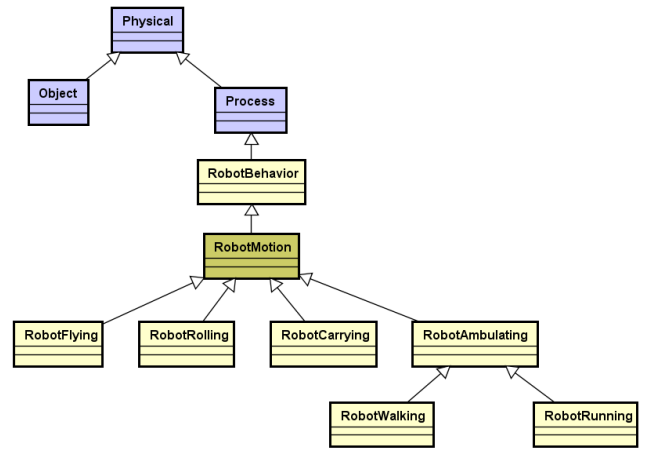 Physical
Object
Process
RobotBehavior
RobotMotion
RobotFlying
RobotRolling
RobotCarrying
RobotAmbulating
RobotWalking
RobotRunning